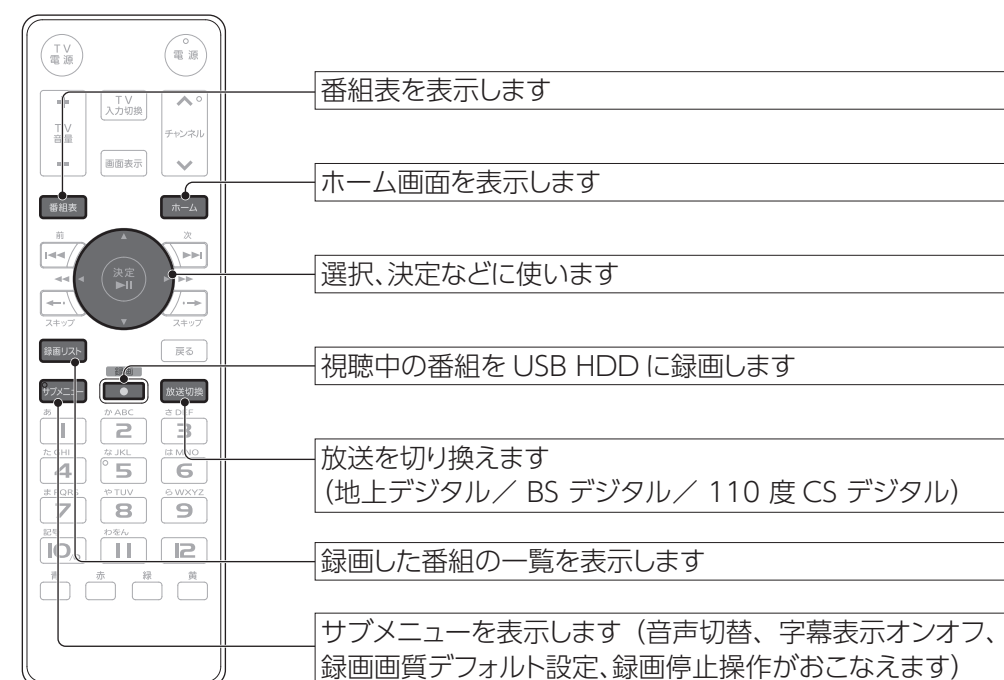 TV
電源
電源
TV
入力切換
TV
音量
チャンネル
画面表示
番組表
ホーム
前
次
決定
スキップ
スキップ
録画リスト
戻る
録画
サブメニュー
放送切換
あ
か ABC
さ DEF
1
2
3
た GHI
な JKL
は MNO
4
5
6
ま PQRS
や TUV
ら WXYZ
7
8
9
記号
わをん
10
11
12
青
赤
緑
黄
番組表を表示します
ホーム画面を表示します
選択、決定などに使います
視聴中の番組を USB HDD に録画します
放送を切り換えます
（地上デジタル／ BS デジタル／ 110 度 CS デジタル）
録画した番組の一覧を表示します
サブメニューを表示します（音声切替、字幕表示オンオフ、
録画画質デフォルト設定、録画停止操作がおこなえます）